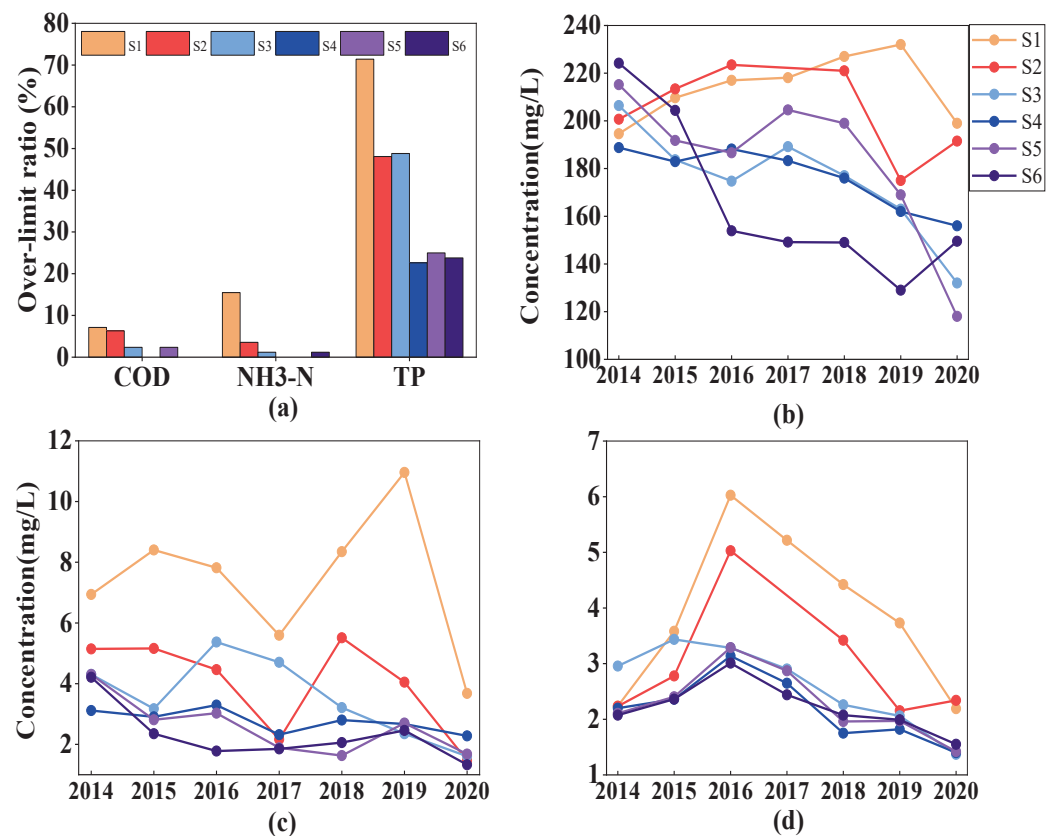 80
70
60
50
40
30
20
10
0
Over-limit ratio (%)
S1 S2 S3 S4 S5 S6
COD NH3-N TP
(a)
240
220
200
180
160
140
120
100
Concentration(mg/L)
S1
S2
S3
S4
S5
S6
2014 2015 2016 2017 2018 2019 2020
(b)
12
10
8
6
4
2
Concentration(mg/L)
2014 2015 2016 2017 2018 2019 2020
(c)
7
6
5
4
3
2
1
2014 2015 2016 2017 2018 2019 2020
(d)